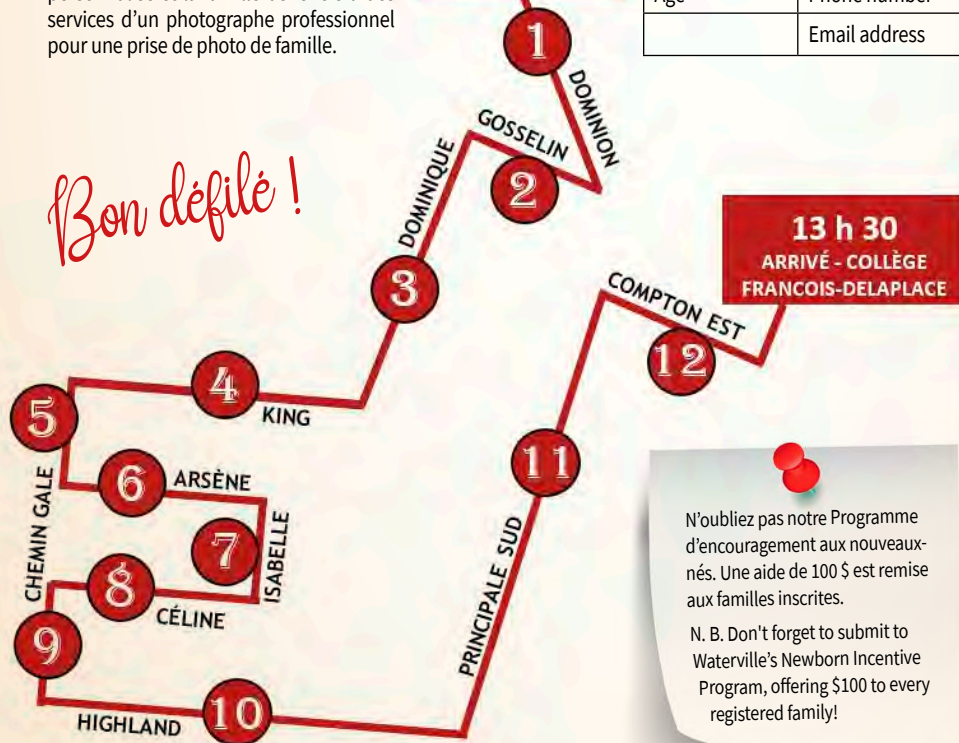 services d'un photographe professionnel
pour une prise de photo de famille.
Age
Phone number
Email address
Bon défilé !
1
DOMINION
GOSSELIN
2
DOMINIQUE
3
4
KING
5
CHEMIN GALE
6
ARSÈNE
7
ISABELLE
8
CÉLINE
9
HIGHLAND
10
PRINCIPALE SUD
11
COMPTON EST
12
13 h 30
ARRIVÉ - COLLÈGE
FRANCOIS-DELAPLACE
N'oubliez pas notre Programme
d'encouragement aux nouveaux-
nés. Une aide de 100 $ est remise
aux familles inscrites.
N. B. Don't forget to submit to
Waterville's Newborn Incentive
Program, offering $100 to every
registered family!